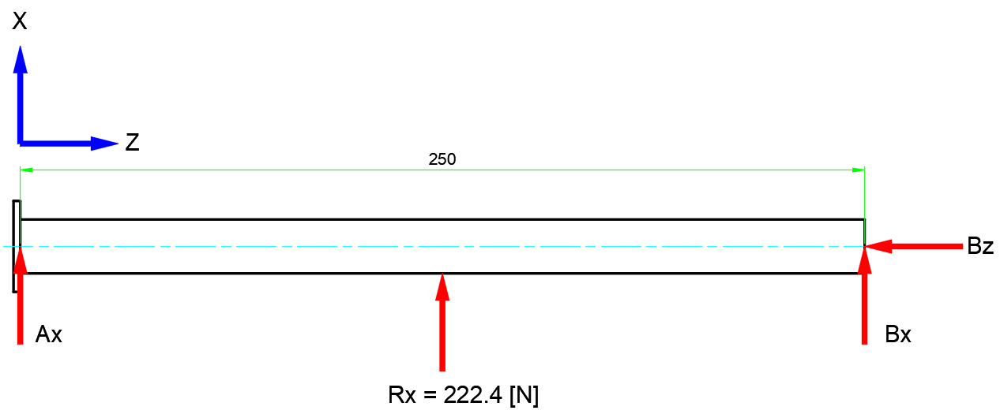 X
Z
250
Bz
Ax
Bx
Rx = 222.4 [N]